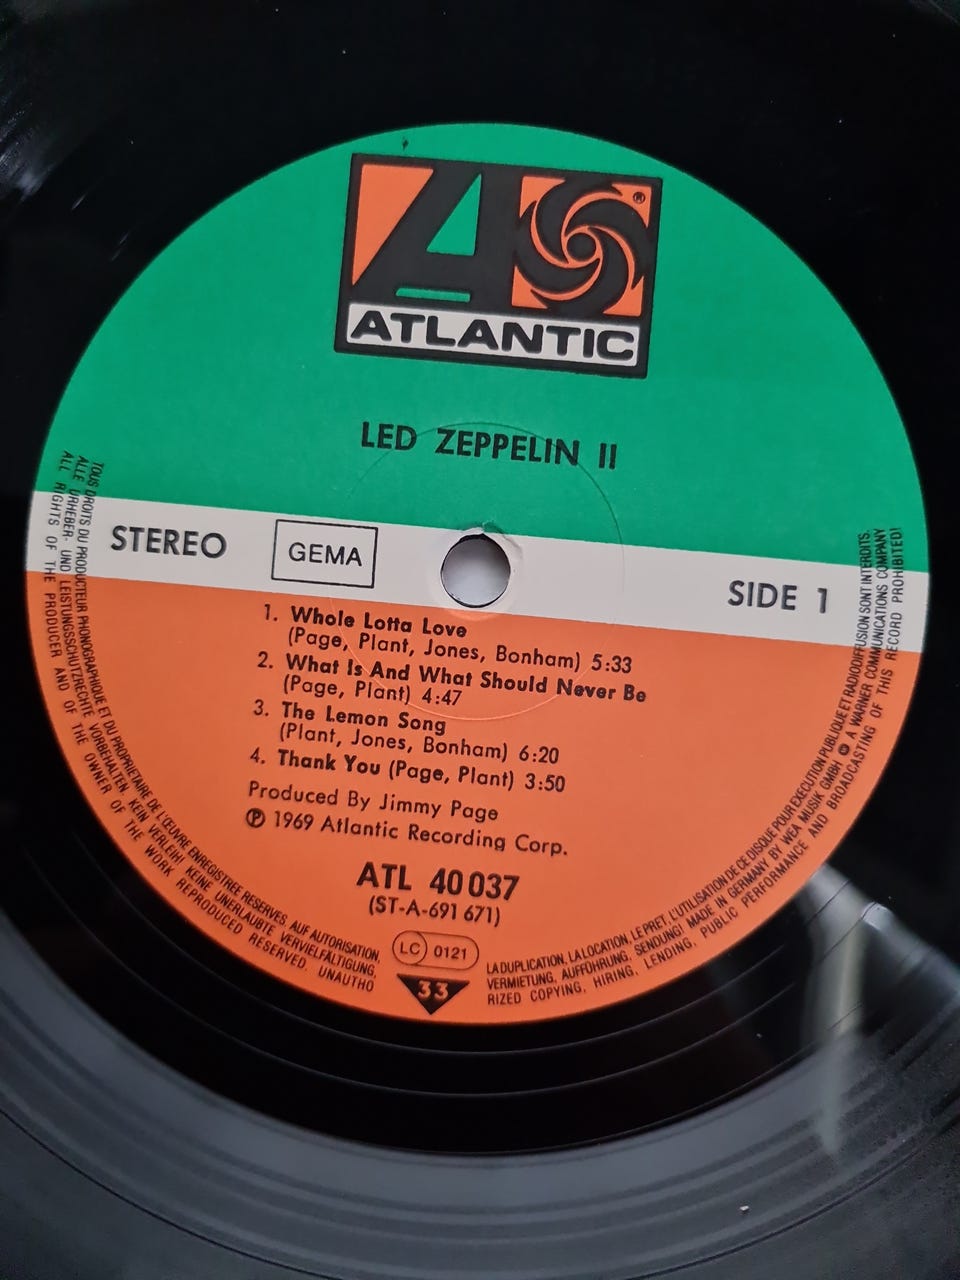 ®
ATLANTIC
LED ZEPPELIN II
STEREO
GEMA
SIDE 1
1. Whole Lotta Love
(Page, Plant, Jones, Bonham) 5:33
2. What Is And What Should Never Be
(Page, Plant) 4:47
3. The Lemon Song
(Plant, Jones, Bonham) 6:20
4. Thank You (Page, Plant) 3:50
Produced By Jimmy Page
Ⓟ 1969 Atlantic Recording Corp.
ATL 40 037
(ST-A-691 671)
LC 0121
33
TOUS DROITS DU PRODUCTEUR PHONOGRAPHIQUE ET DU PROPRIETAIRE DE L'ŒUVRE ENREGISTREE RESERVES. AUF AUTORISATION,
LA DUPLICATION, LA LOCATION, LE PRET, L'UTILISATION DE CE DISQUE POUR EXECUTION PUBLIQUE ET RADIODIFFUSION SONT INTERDITS.
ALLE URHEBER- UND LEISTUNGSSCHUTZRECHTE VORBEHALTEN. KEIN VERLEIH! KEINE UNERLAUBTE VERVIELFÄLTIGUNG,
VERMIETUNG, AUFFÜHRUNG, SENDUNG! MADE IN GERMANY BY WEA MUSIK GMBH A WARNER COMMUNICATIONS COMPANY
ALL RIGHTS OF THE PRODUCER AND OF THE OWNER OF THE WORK REPRODUCED RESERVED. UNAUTHO
RIZED COPYING, HIRING, LENDING, PUBLIC PERFORMANCE AND BROADCASTING OF THIS RECORD PROHIBITED!